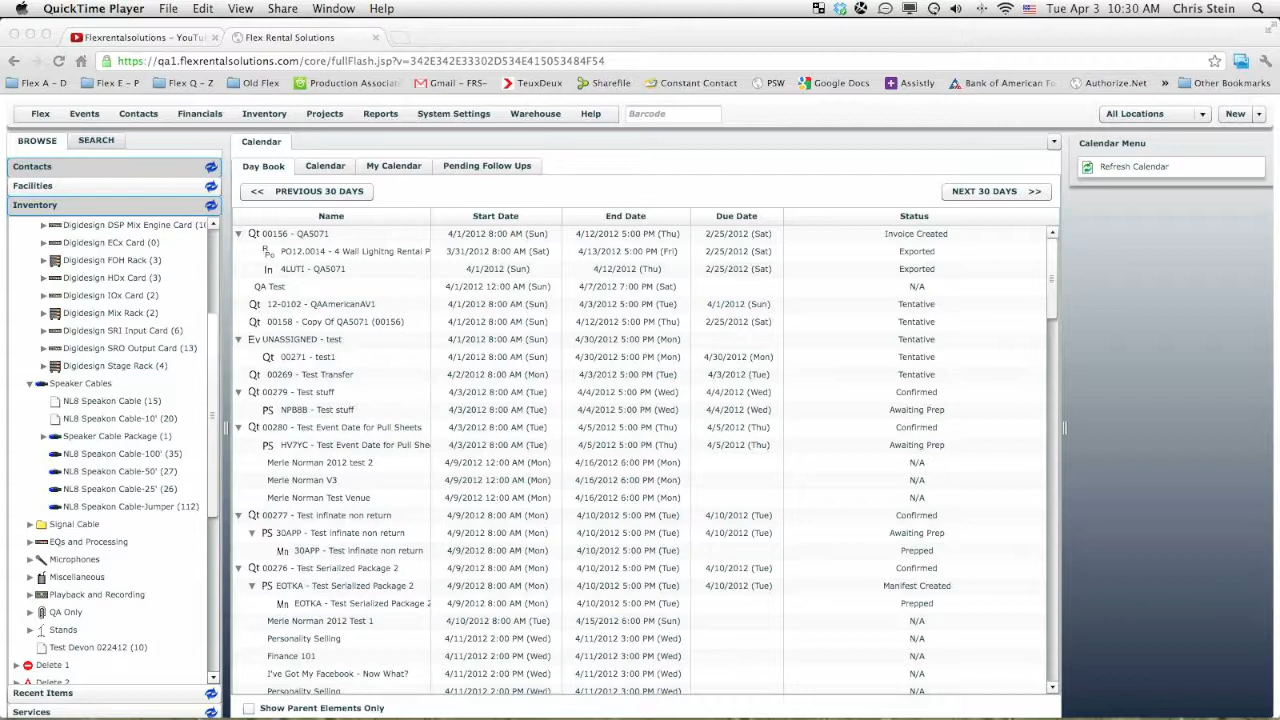 QuickTime Player File Edit View Share Window Help Tue Apr 3 10:30 AM Chris Stein
Flexrentalsolutions – YouTu Flex Rental Solutions
https://qa1.flexrentalsolutions.com/core/fullFlash.jsp?v=342E342E33302D534E415053484F54
Flex A – D Flex E – P Flex Q – Z Old Flex Production Associat Gmail – FRS- TeuxDeux Sharefile Constant Contact PSW Google Docs Assistly Bank of American Fo Authorize.Net » Other Bookmarks
Flex Events Contacts Financials Inventory Projects Reports System Settings Warehouse Help Barcode All Locations New
BROWSE SEARCH
Contacts
Facilities
Inventory
Digidesign DSP Mix Engine Card (1
Digidesign ECx Card (0)
Digidesign FOH Rack (3)
Digidesign HDx Card (3)
Digidesign IOx Card (2)
Digidesign Mix Rack (2)
Digidesign SRI Input Card (6)
Digidesign SRO Output Card (13)
Digidesign Stage Rack (4)
Speaker Cables
NL8 Speakon Cable (15)
NL8 Speakon Cable-10' (20)
Speaker Cable Package (1)
NL8 Speakon Cable-100' (35)
NL8 Speakon Cable-50' (27)
NL8 Speakon Cable-25' (26)
NL8 Speakon Cable-Jumper (112)
Signal Cable
EQs and Processing
Microphones
Miscellaneous
Playback and Recording
QA Only
Stands
Test Devon 022412 (10)
Delete 1
Delete 2
Recent Items
Services
Calendar
Day Book Calendar My Calendar Pending Follow Ups
<< PREVIOUS 30 DAYS NEXT 30 DAYS >>
Name Start Date End Date Due Date Status
Qt 00156 – QA5071 4/1/2012 8:00 AM (Sun) 4/12/2012 5:00 PM (Thu) 2/25/2012 (Sat) Invoice Created
R Po PO12.0014 – 4 Wall Lighitng Rental P 3/31/2012 8:00 AM (Sat) 4/13/2012 5:00 PM (Fri) 2/25/2012 (Sat) Exported
In 4LUTI – QA5071 4/1/2012 (Sun) 4/12/2012 (Thu) 2/25/2012 (Sat) Exported
QA Test 4/1/2012 12:00 AM (Sun) 4/7/2012 7:00 PM (Sat) N/A
Qt 12-0102 – QAAmericanAV1 4/1/2012 8:00 AM (Sun) 4/3/2012 5:00 PM (Tue) 4/1/2012 (Sun) Tentative
Qt 00158 – Copy Of QA5071 (00156) 4/1/2012 8:00 AM (Sun) 4/12/2012 5:00 PM (Thu) 2/25/2012 (Sat) Tentative
Ev UNASSIGNED – test 4/1/2012 8:00 AM (Sun) 4/30/2012 5:00 PM (Mon) Tentative
Qt 00271 – test1 4/1/2012 8:00 AM (Sun) 4/30/2012 5:00 PM (Mon) 4/30/2012 (Mon) Tentative
Qt 00269 – Test Transfer 4/2/2012 8:00 AM (Mon) 4/3/2012 5:00 PM (Tue) 4/3/2012 (Tue) Tentative
Qt 00279 – Test stuff 4/3/2012 8:00 AM (Tue) 4/4/2012 5:00 PM (Wed) 4/4/2012 (Wed) Confirmed
PS NPB8B – Test stuff 4/3/2012 8:00 AM (Tue) 4/4/2012 5:00 PM (Wed) 4/4/2012 (Wed) Awaiting Prep
Qt 00280 – Test Event Date for Pull Sheets 4/3/2012 8:00 AM (Tue) 4/5/2012 5:00 PM (Thu) 4/5/2012 (Thu) Confirmed
PS HV7YC – Test Event Date for Pull She 4/3/2012 8:00 AM (Tue) 4/5/2012 5:00 PM (Thu) 4/5/2012 (Thu) Awaiting Prep
Merle Norman 2012 test 2 4/9/2012 12:00 AM (Mon) 4/16/2012 6:00 PM (Mon) N/A
Merle Norman V3 4/9/2012 12:00 AM (Mon) 4/16/2012 6:00 PM (Mon) N/A
Merle Norman Test Venue 4/9/2012 12:00 AM (Mon) 4/16/2012 6:00 PM (Mon) N/A
Qt 00277 – Test infinate non return 4/9/2012 8:00 AM (Mon) 4/10/2012 5:00 PM (Tue) 4/10/2012 (Tue) Confirmed
PS 30APP – Test infinate non return 4/9/2012 8:00 AM (Mon) 4/10/2012 5:00 PM (Tue) 4/10/2012 (Tue) Awaiting Prep
Mn 30APP – Test infinate non return 4/9/2012 8:00 AM (Mon) 4/10/2012 5:00 PM (Tue) 4/10/2012 (Tue) Prepped
Qt 00276 – Test Serialized Package 2 4/9/2012 8:00 AM (Mon) 4/10/2012 5:00 PM (Tue) 4/10/2012 (Tue) Confirmed
PS EOTKA – Test Serialized Package 2 4/9/2012 8:00 AM (Mon) 4/10/2012 5:00 PM (Tue) 4/10/2012 (Tue) Manifest Created
Mn EOTKA – Test Serialized Package 2 4/9/2012 8:00 AM (Mon) 4/10/2012 5:00 PM (Tue) 4/10/2012 (Tue) Prepped
Merle Norman 2012 Test 1 4/10/2012 8:00 AM (Tue) 4/15/2012 6:00 PM (Sun) N/A
Personality Selling 4/11/2012 2:00 PM (Wed) 4/11/2012 3:00 PM (Wed) N/A
Finance 101 4/11/2012 2:00 PM (Wed) 4/11/2012 3:00 PM (Wed) N/A
I've Got My Facebook – Now What? 4/11/2012 2:00 PM (Wed) 4/11/2012 3:00 PM (Wed) N/A
Personality Selling 4/11/2012 2:00 PM (Wed) 4/11/2012 3:00 PM (Wed) N/A
Show Parent Elements Only
Calendar Menu
Refresh Calendar